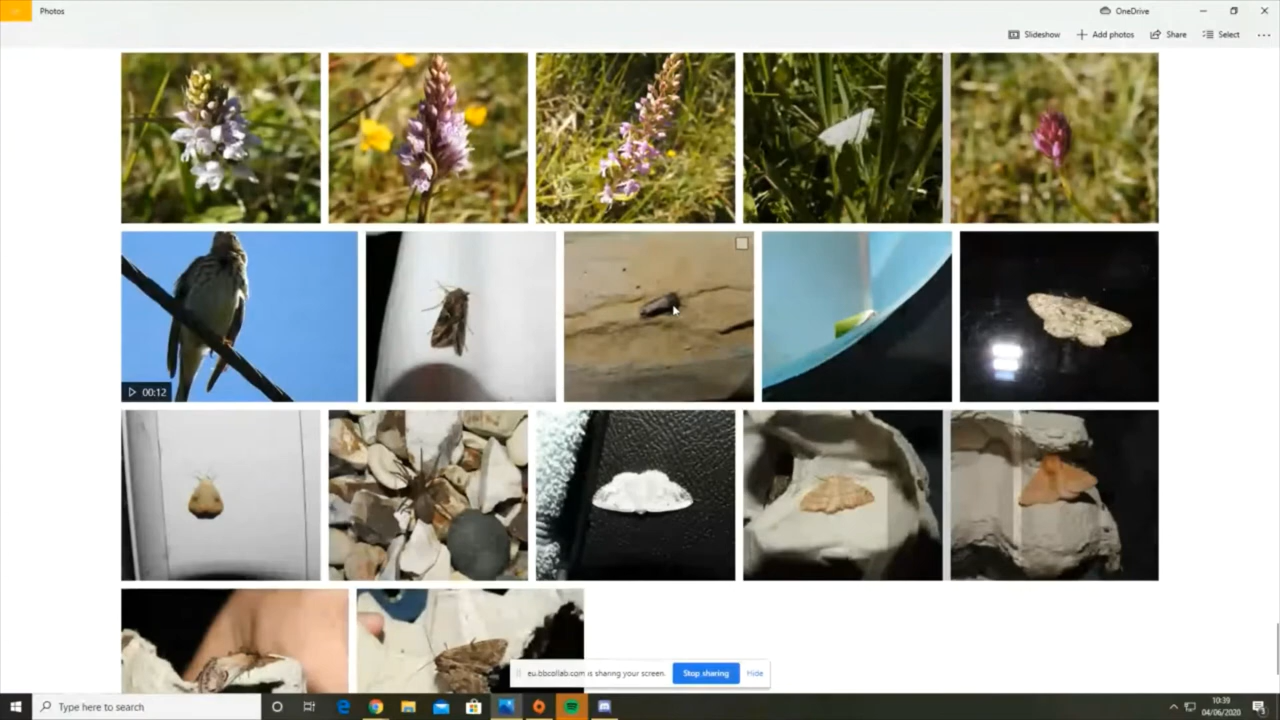 Photos
OneDrive
Slideshow
Add photos
Share
Select
00:12
eu.bbcollab.com is sharing your screen.
Stop sharing
Hide
Type here to search
10:39
04/06/2020